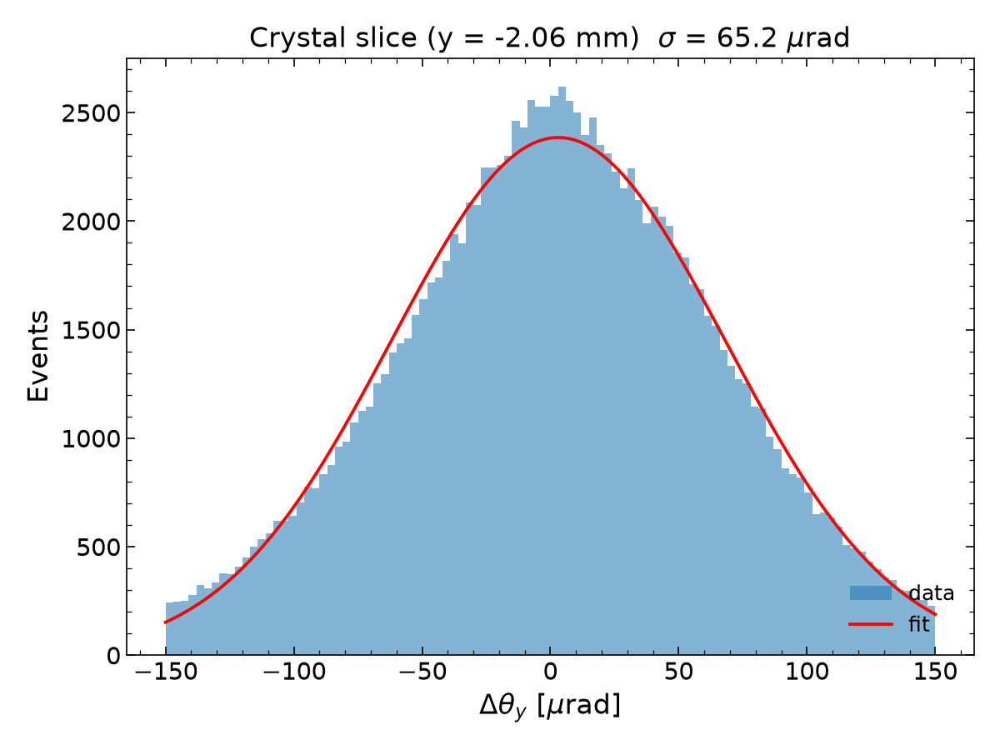 Crystal slice (y = -2.06 mm)  σ = 65.2 μrad
Events
2500
2000
1500
1000
500
0
−150 −100 −50 0 50 100 150
Δθy [μrad]
data
fit